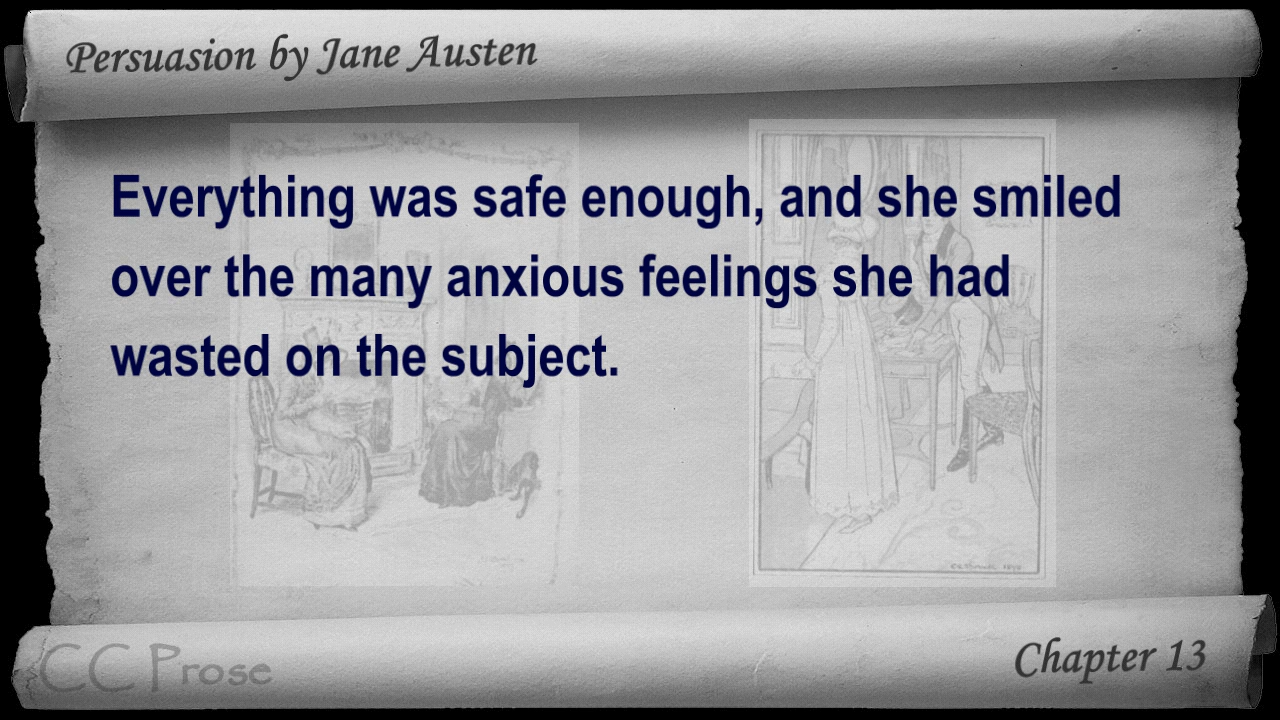 Persuasion by Jane Austen
Everything was safe enough, and she smiled
over the many anxious feelings she had
wasted on the subject.
CC Prose
Chapter 13